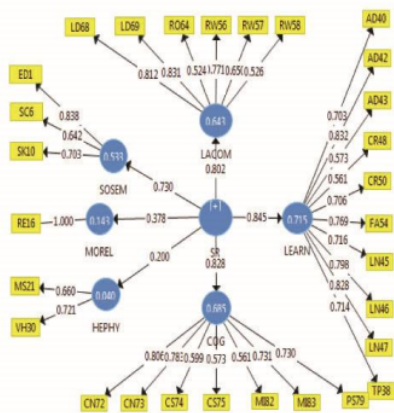 LD68 LD69 RO64 RW56 RW57 RW58
AD40
AD42
AD43
CR48
CR50
FA54
LN45
LN46
LN47
TP38
ED1
SC6
SK10
RE16
MS21
VH30
0.812 0.831 0.524 0.771 0.650 0.526
0.643
LACOM
0.802
0.838
0.642
0.703
0.533
SOSEM
0.730
1.000
0.143
MOREL
0.378
[+]
SR
0.845
0.715
LEARN
0.703
0.832
0.573
0.561
0.706
0.769
0.716
0.798
0.828
0.714
0.200
0.660
0.721
0.040
HEPHY
0.828
0.685
COG
0.806 0.783 0.599 0.573 0.561 0.731 0.730
CN72 CN73 CS74 CS75 MI82 MI83 PS79